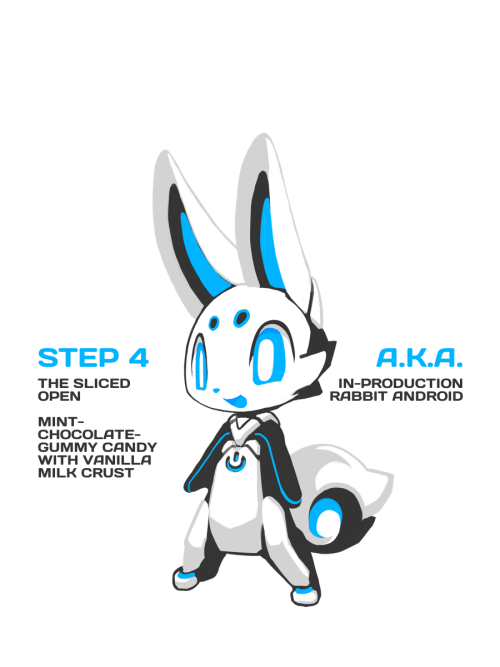 STEP 4
THE SLICED
OPEN
MINT-
CHOCOLATE-
GUMMY CANDY
WITH VANILLA
MILK CRUST
A.K.A.
IN-PRODUCTION
RABBIT ANDROID